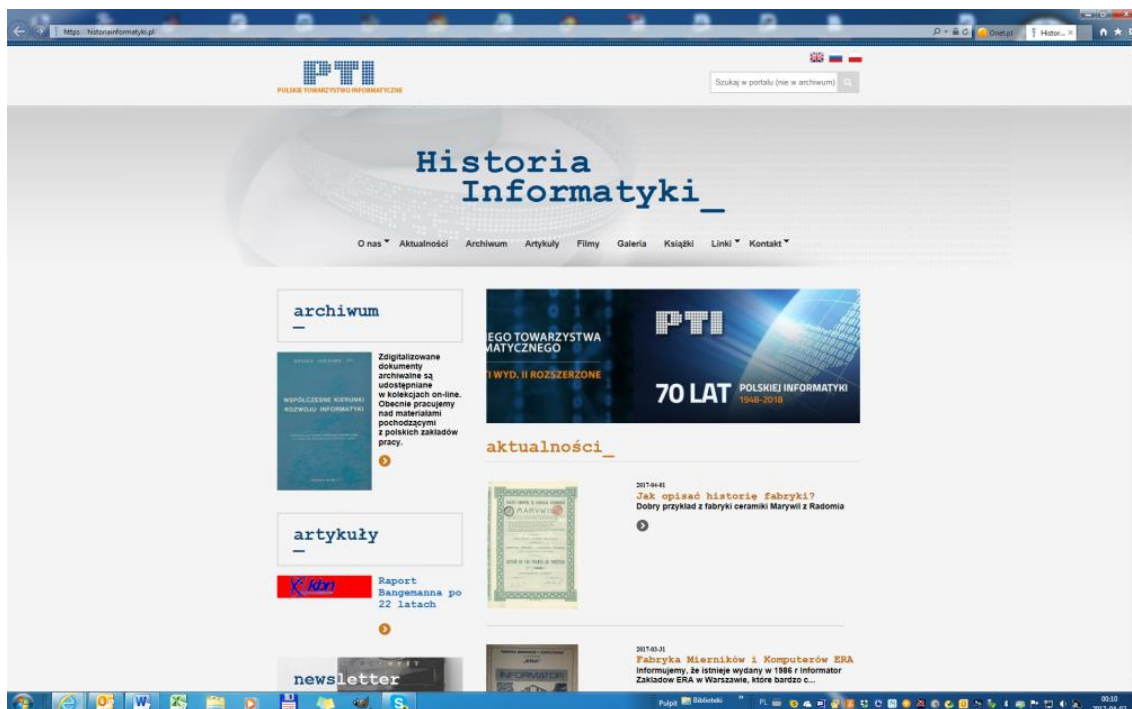 https historiainformatyki.pl
Onet.pl
Histor...
PTI
POLSKIE TOWARZYSTWO INFORMATYCZNE
Szukaj w portalu (nie w archiwum)
Historia
Informatyki_
O nas Aktualności Archiwum Artykuły Filmy Galeria Książki Linki Kontakt
archiwum
WSPÓŁCZESNE KIERUNKI
ROZWOJU INFORMATYKI
Zdigitalizowane
dokumenty
archiwalne są
udostępniane
w kolekcjach on-line.
Obecnie pracujemy
nad materiałami
pochodzącymi
z polskich zakładów
pracy.
artykuły
kbn
Raport
Bangemanna po
22 latach
newsletter
EGO TOWARZYSTWA
MATYCZNEGO
TI WYD. II ROZSZERZONE
PTI
70 LAT POLSKIEJ INFORMATYKI
1948-2018
aktualności_
MARYWIL
2017-04-01
Jak opisać historię fabryki?
Dobry przykład z fabryki ceramiki Marywil z Radomia
INFORMATOR
2017-03-31
Fabryka Mierników i Komputerów ERA
Informujemy, że istnieje wydany w 1986 r Informator
Zakładów ERA w Warszawie, które bardzo c...
Pulpit Biblioteki
PL
00:10
2017-04-02